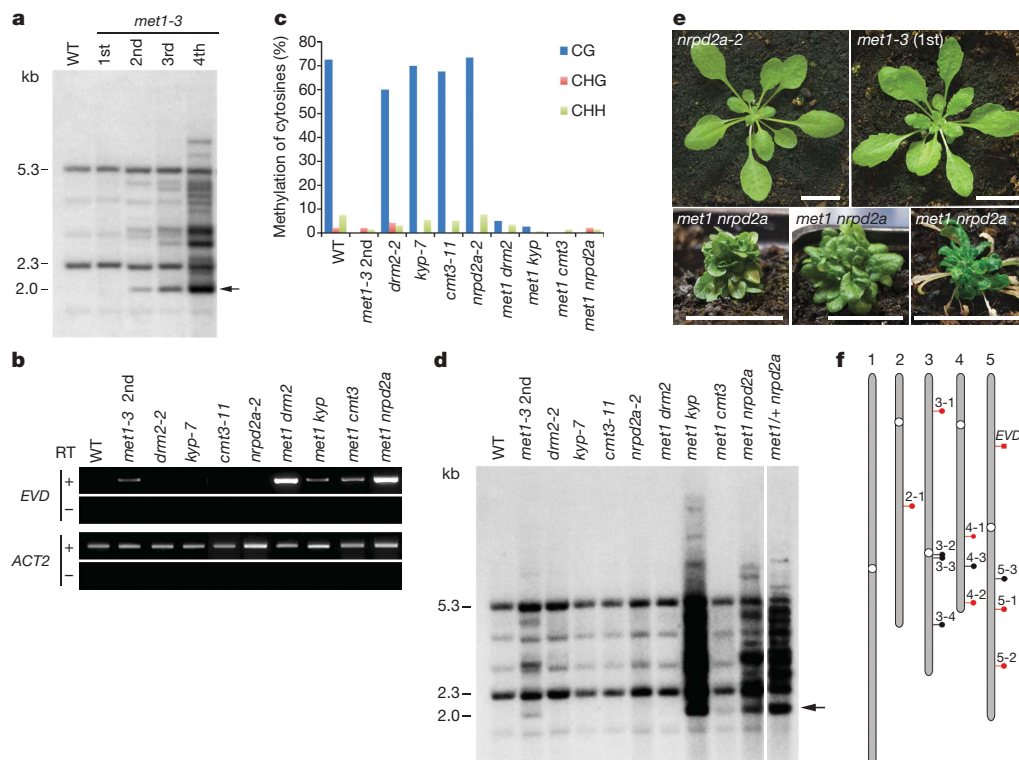 a
met1-3
WT
1st
2nd
3rd
4th
kb
5.3
2.3
2.0
c
Methylation of cytosines (%)
80
70
60
50
40
30
20
10
0
CG
CHG
CHH
WT
met1-3 2nd
drm2-2
kyp-7
cmt3-11
nrpd2a-2
met1 drm2
met1 kyp
met1 cmt3
met1 nrpd2a
e
nrpd2a-2
met1-3 (1st)
met1 nrpd2a
met1 nrpd2a
met1 nrpd2a
b
WT
met1-3 2nd
drm2-2
kyp-7
cmt3-11
nrpd2a-2
met1 drm2
met1 kyp
met1 cmt3
met1 nrpd2a
RT
EVD
+
–
ACT2
+
–
d
WT
met1-3 2nd
drm2-2
kyp-7
cmt3-11
nrpd2a-2
met1 drm2
met1 kyp
met1 cmt3
met1 nrpd2a
met1/+ nrpd2a
kb
5.3
2.3
2.0
f
1
2
3
4
5
3-1
EVD
2-1
4-1
3-2
3-3
4-3
5-3
4-2
5-1
3-4
5-2